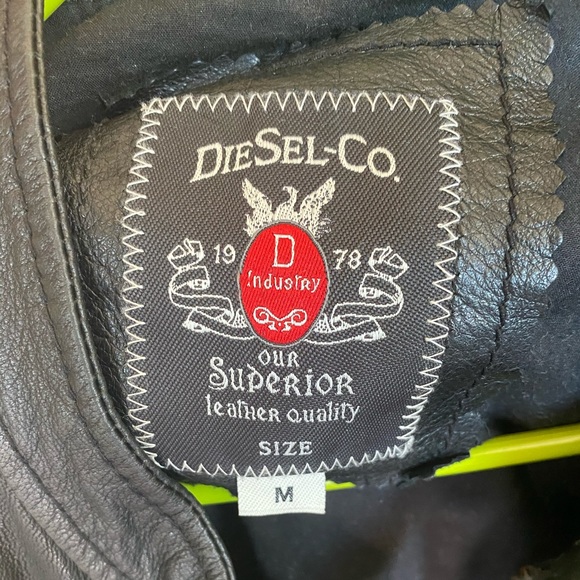 DIESEL-CO.
19 D 78
Industry
OUR
SUPERIOR
leather quality
SIZE
M